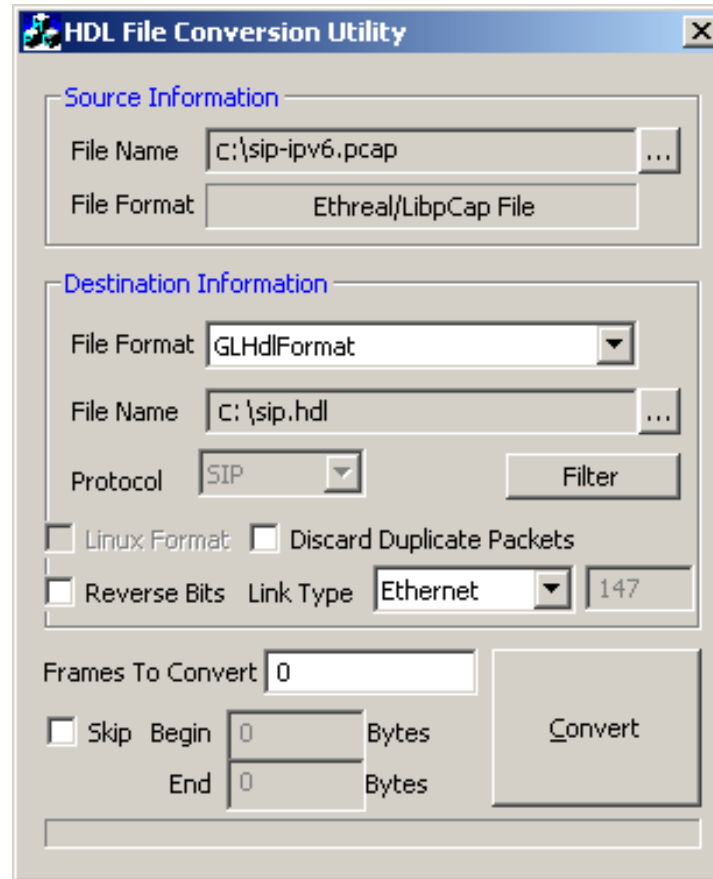 HDL File Conversion Utility
Source Information
File Name C:\sip-ipv6.pcap ...
File Format Ethreal/LibpCap File
Destination Information
File Format GLHdlFormat
File Name C:\sip.hdl ...
Protocol SIP Filter
Linux Format Discard Duplicate Packets
Reverse Bits Link Type Ethernet 147
Frames To Convert 0
Skip Begin 0 Bytes
Convert
End 0 Bytes